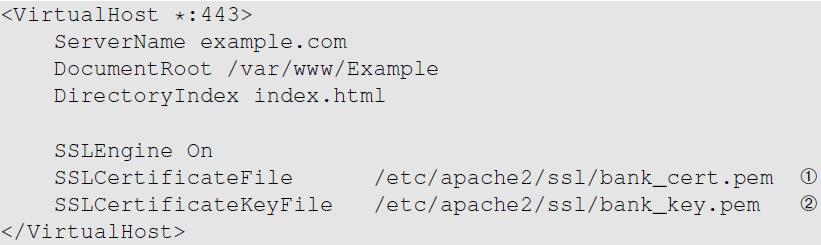 <VirtualHost *:443>
    ServerName example.com
    DocumentRoot /var/www/Example
    DirectoryIndex index.html

    SSLEngine On
    SSLCertificateFile      /etc/apache2/ssl/bank_cert.pem  ①
    SSLCertificateKeyFile   /etc/apache2/ssl/bank_key.pem   ②
</VirtualHost>